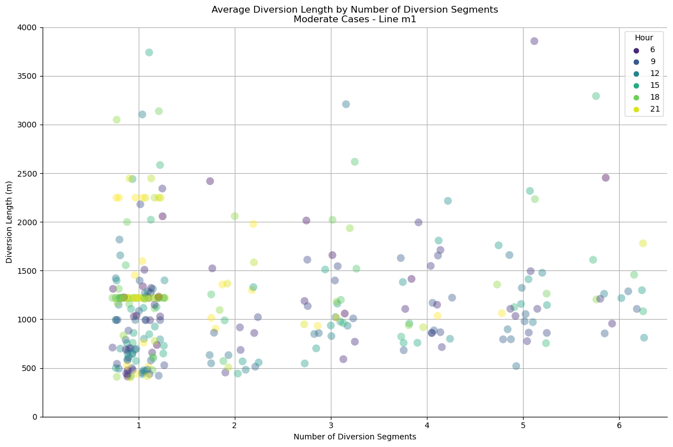 Average Diversion Length by Number of Diversion Segments
Moderate Cases - Line m1
Diversion Length (m)
4000
3500
3000
2500
2000
1500
1000
500
0
Hour
6
9
12
15
18
21
1 2 3 4 5 6
Number of Diversion Segments